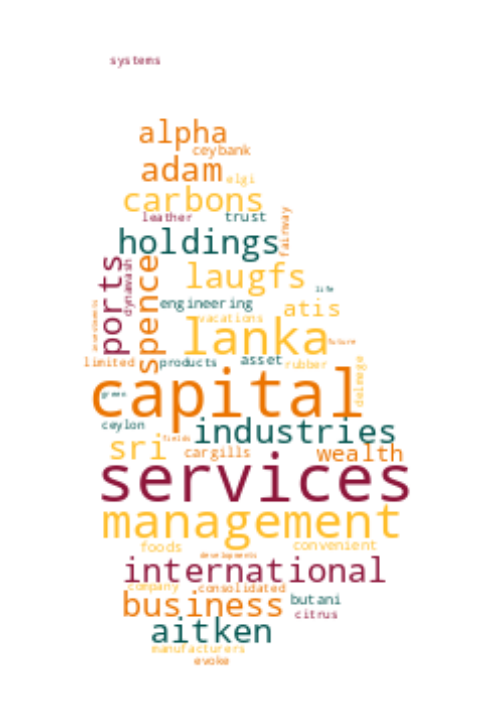 systems
alpha
ceybank
adam
elgi
carbons
leather
trust
fairway
holdings
ports
dynawash
spence
laugfs
life
engineering
atis
vacations
lanka
future
investments
limited
products
asset
rubber
delmege
capital
green
ceylon
industries
sri
fields
cargills
wealth
services
management
foods
convenient
developments
international
company
consolidated
business
butani
citrus
aitken
manufacturers
evoke